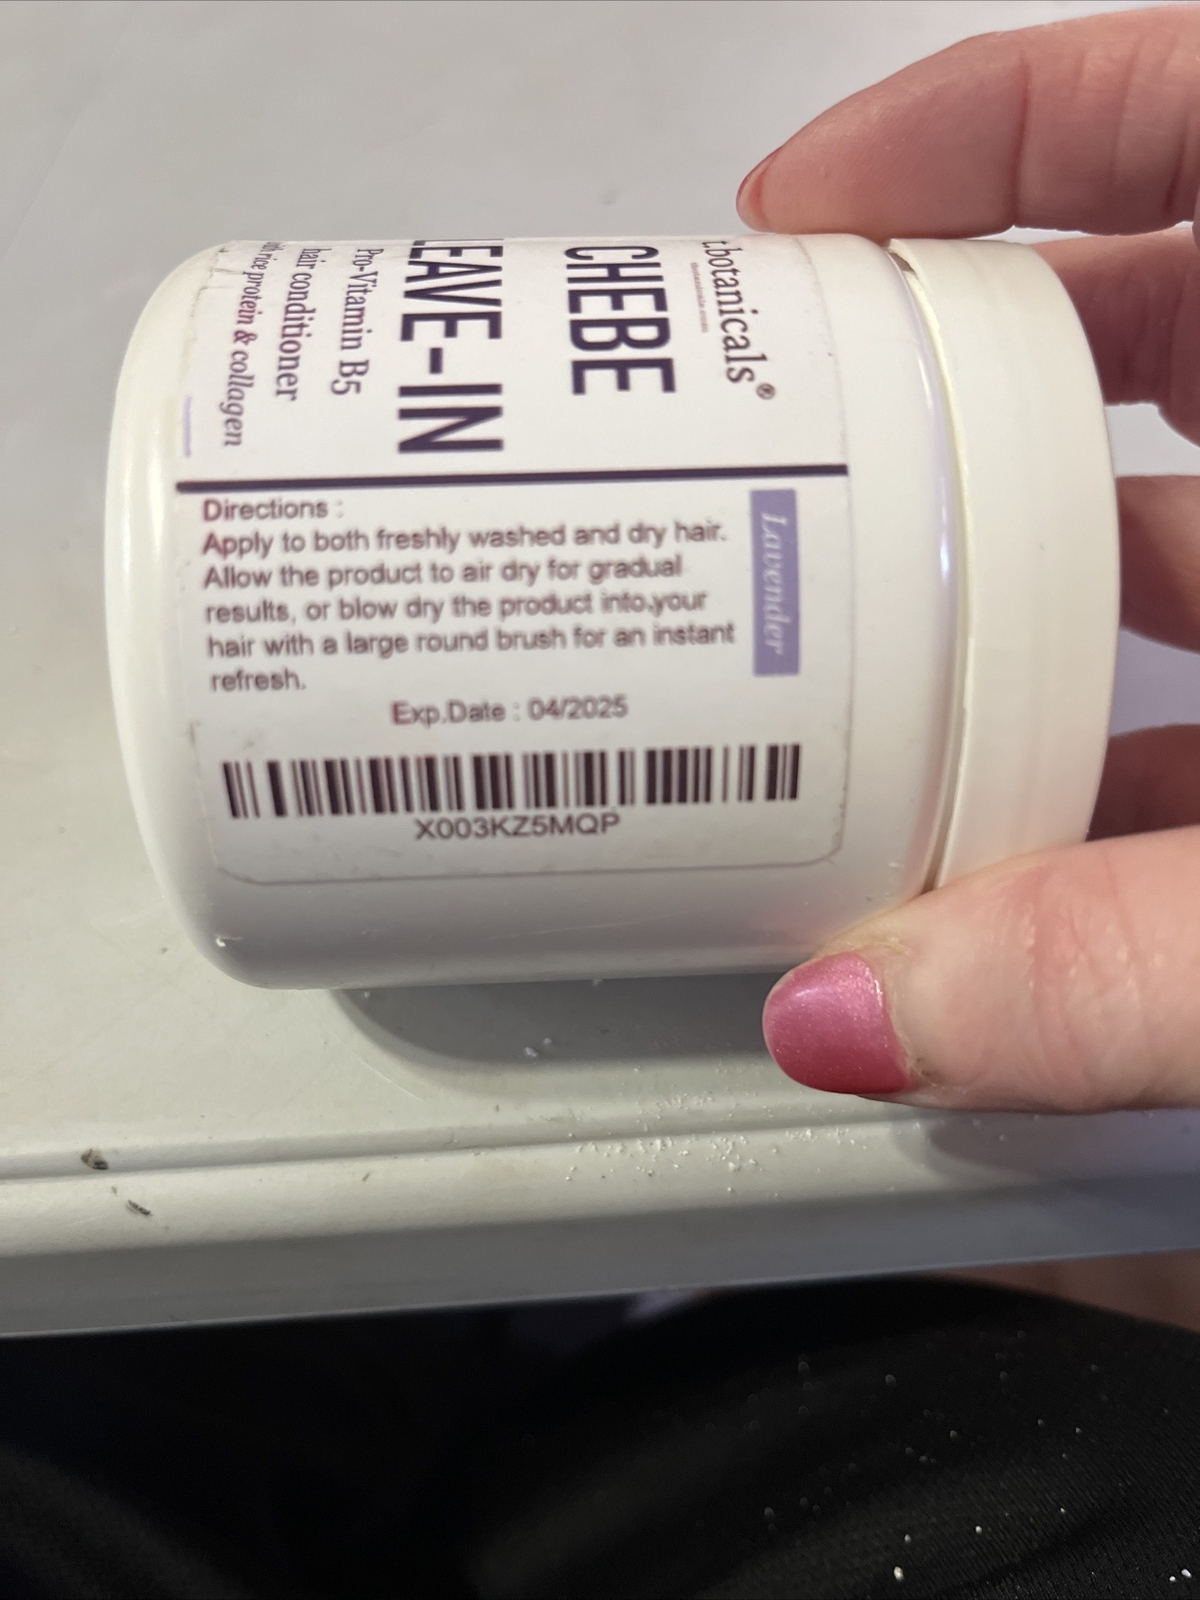 t.botanicals®
CHEBE
LEAVE-IN
Pro-Vitamin B5
hair conditioner
with rice protein & collagen
Lavender
Directions :
Apply to both freshly washed and dry hair.
Allow the product to air dry for gradual
results, or blow dry the product into.your
hair with a large round brush for an instant
refresh.
Exp.Date : 04/2025
X003KZ5MQP